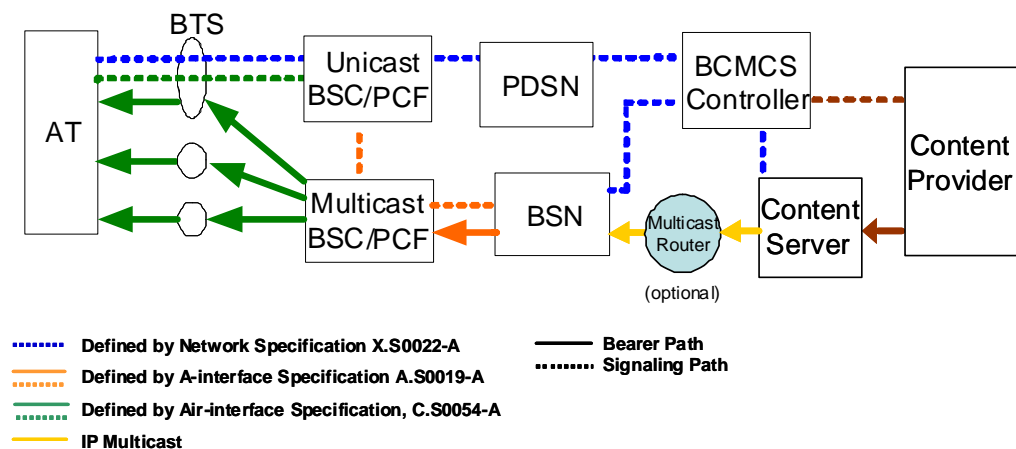 BTS
AT
Unicast
BSC/PCF
PDSN
BCMCS
Controller
Content
Provider
Multicast
BSC/PCF
BSN
Multicast
Router
(optional)
Content
Server
Defined by Network Specification X.S0022-A
Defined by A-interface Specification A.S0019-A
Defined by Air-interface Specification, C.S0054-A
IP Multicast
Bearer Path
Signaling Path